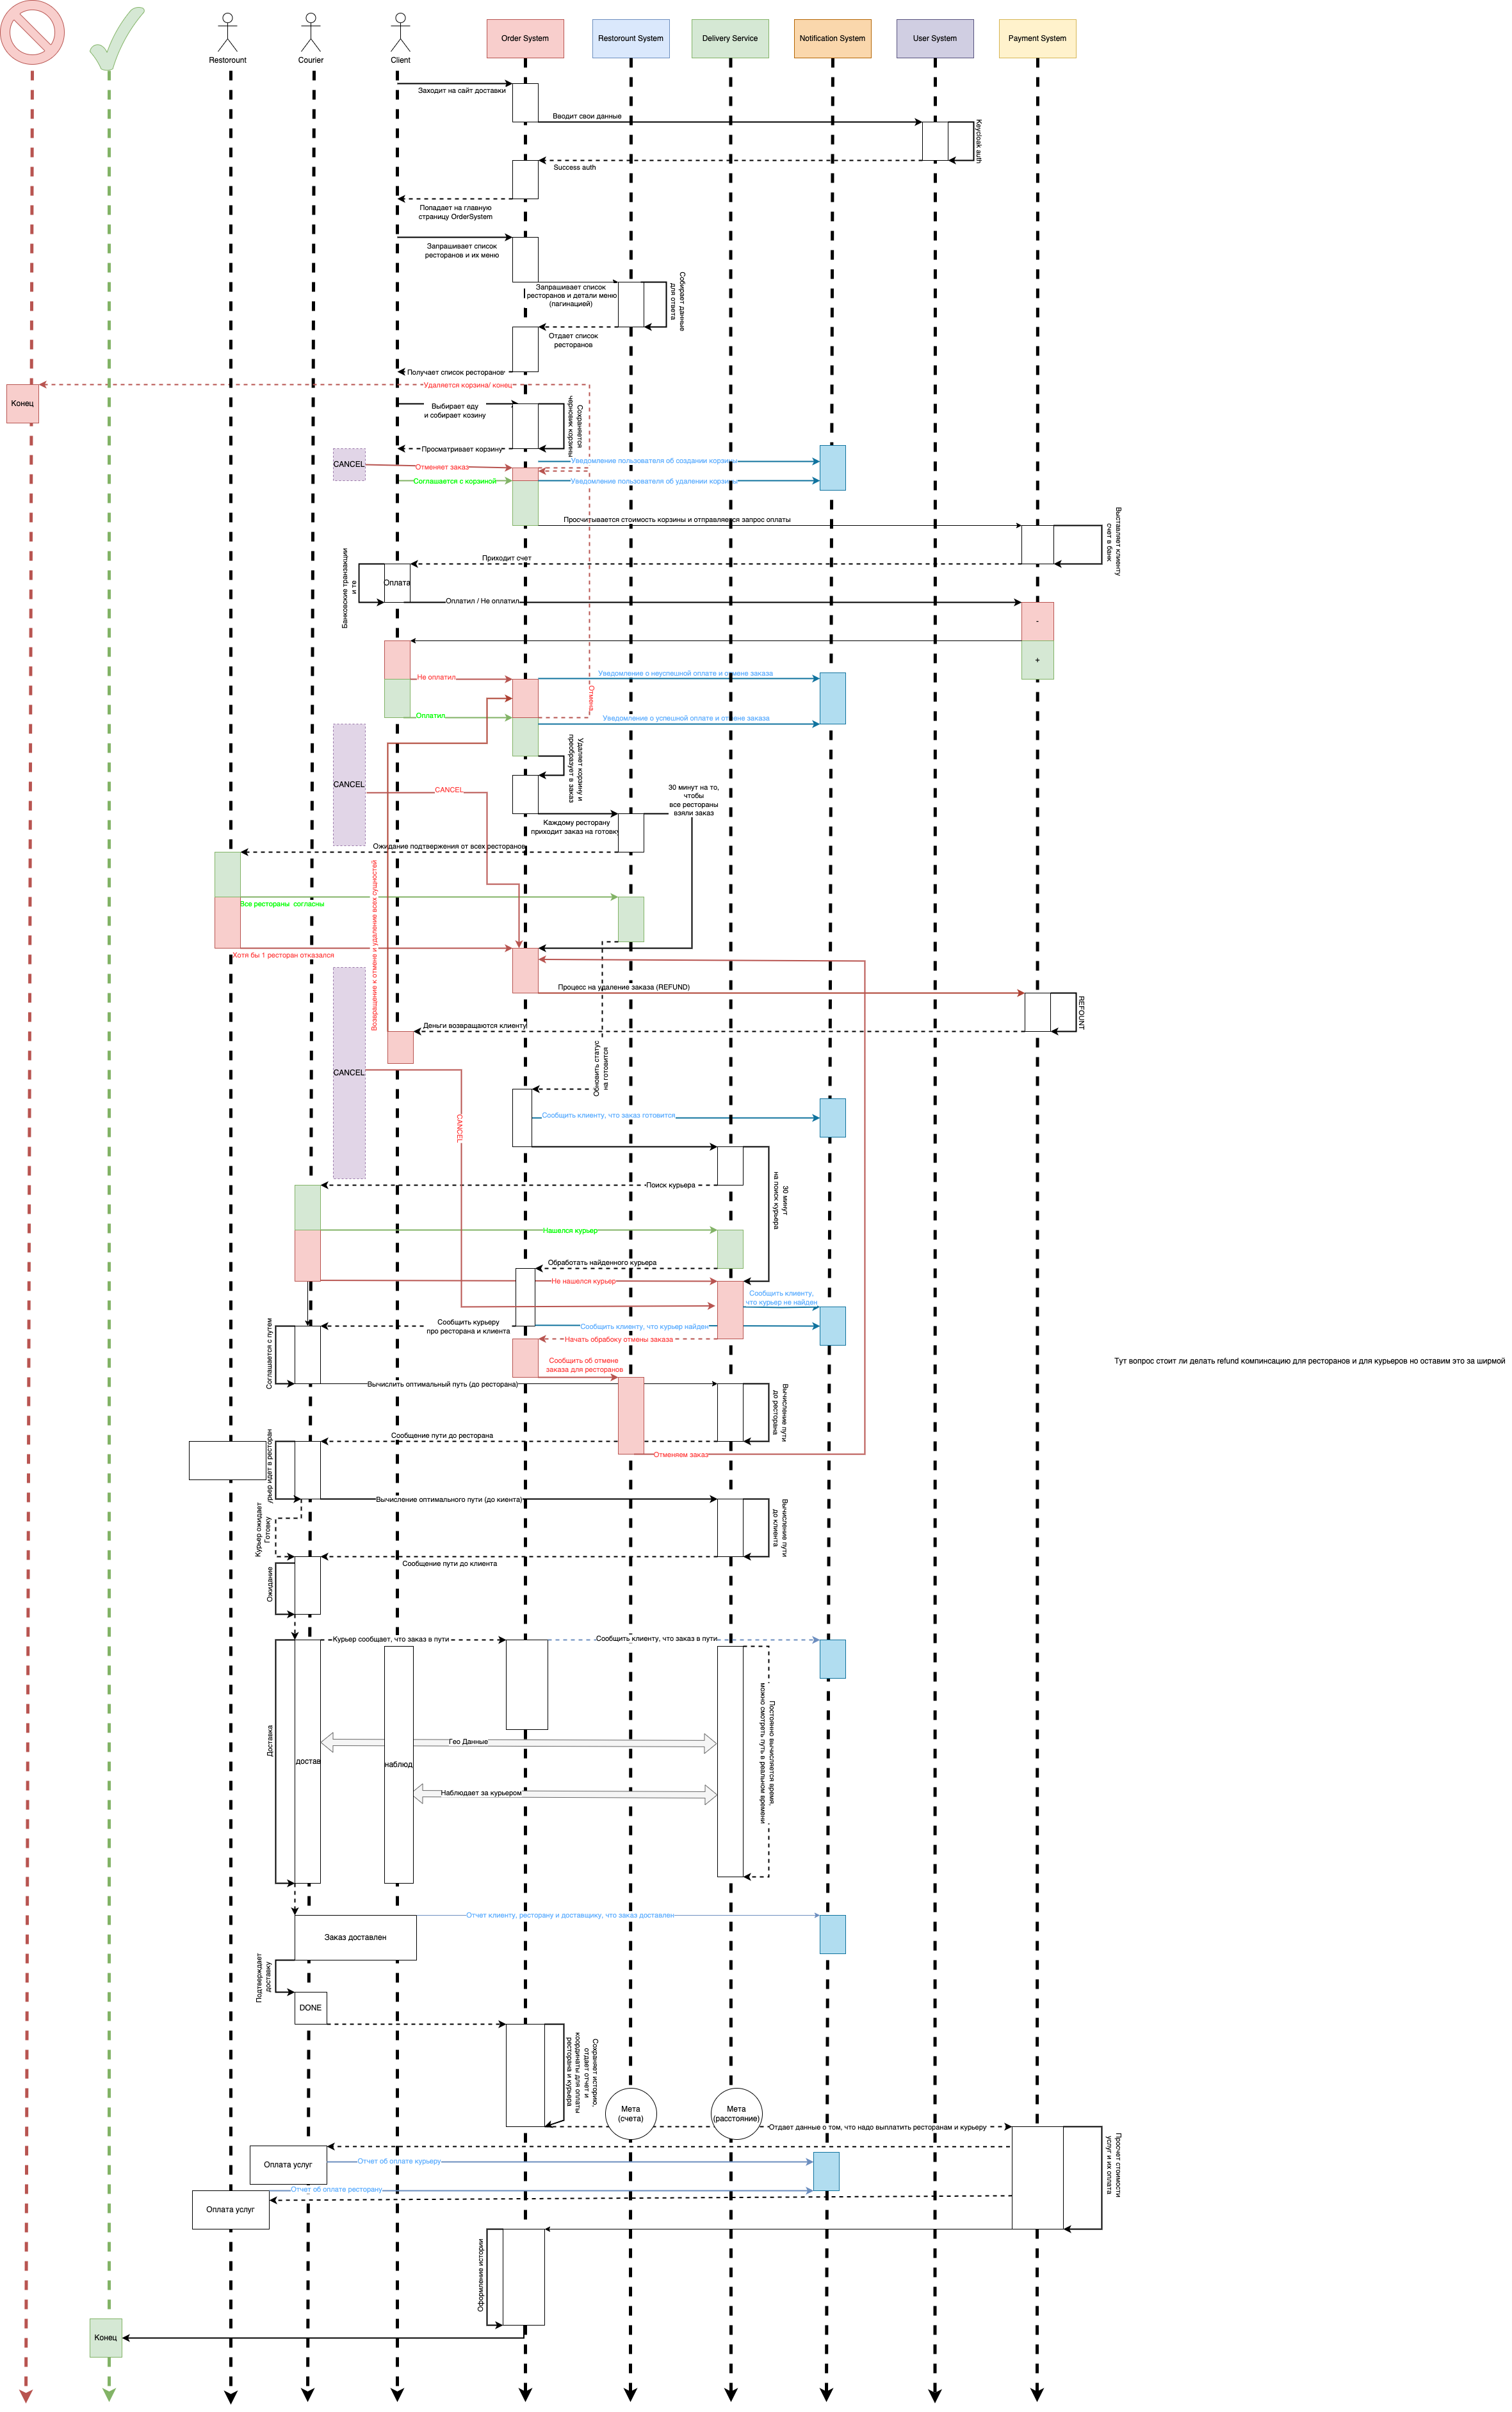 Restorount
Courier
Client
Order System
Restorount System
Delivery Service
Notification System
User System
Payment System
Заходит на сайт доставки
Вводит свои данные
Keycloak auth
Success auth
Попадает на главную
страницу OrderSystem
Запрашивает список
ресторанов и их меню
Запрашивает список
ресторанов и детали меню
(пагинацией)
Собирает данные
для ответа
Отдает список
ресторанов
Получает список ресторанов
Удаляется корзина/ конец
Конец
Выбирает еду
и собирает козину
Сохраняется
черновик корзины
Просматривает корзину
CANCEL
Отменяет заказ
Уведомление пользователя об создании корзины
Соглашается о корзиной
Уведомление пользователя об удалении корзины
Просчитывается стоимость корзины и отправляется запрос оплаты
Выставляет клиенту
счет в банк
Приходит счет
Банковские транзакции
и те
Оплата
Оплатил / Не оплатил
-
+
Не оплатил
Уведомление о неуспешной оплате и отмене заказа
Отмена
Оплатил
Уведомление о успешной оплате и отмене заказа
Удаляет корзину и
преобразует в заказ
CANCEL
CANCEL
30 минут на то,
чтобы
все рестораны
взяли заказ
Каждому ресторану
приходит заказ на готовку
Ожидание подтвержения от всех ресторанов
Возвращение к отмене и удаление всех сущностей
Все рестораны согласны
Хотя бы 1 ресторан отказался
Процесс на удаление заказа (REFUND)
REFOUNT
Деньги возвращаются клиенту
CANCEL
Обновить статус
на готовится
CANCEL
Сообщить клиенту, что заказ готовится
30 минут
на поиск курьера
Поиск курьера
Нашелся курьер
Обработать найденного курьера
Не нашелся курьер
Сообщить клиенту,
что курьер не найден
Сообщить курьеру
про ресторана и клиента
Сообщить клиенту, что курьер найден
Начать обрабоку отмены заказа
Соглашается с путем
Сообщить об отмене
заказа для ресторанов
Тут вопрос стоит ли делать refund компинсацию для ресторанов и для курьеров но оставим это за ширмой
Вычислить оптимальный путь (до ресторана)
Вычисление пути
до ресторана
Сообщение пути до ресторана
рьер идет в ресторан
Отменяем заказ
Вычисление оптимального пути (до киента)
Вычисление пути
до клиента
Курьер ожидает
Готовку
Сообщение пути до клиента
Ожидание
Курьер сообщает, что заказ в пути
Сообщить клиенту, что заказ в пути
Доставка
достав
наблюд
Гео Данные
Наблюдает за курьером
Постоянно вычисляется время,
можно смотреть путь в реальном времени
Отчет клиенту, ресторану и доставщику, что заказ доставлен
Заказ доставлен
Подтверждает
доставку
DONE
Сохраняет историю,
отдает отчет и
координаты для оплаты
ресторана и курьера
Мета
(счета)
Мета
(расстояние)
Отдает данные о том, что надо выплатить ресторанам и курьеру
Просчет стоимости
услуг и их оплата
Оплата услуг
Отчет об оплате курьеру
Оплата услуг
Отчет об оплате ресторану
Оформление истории
Конец